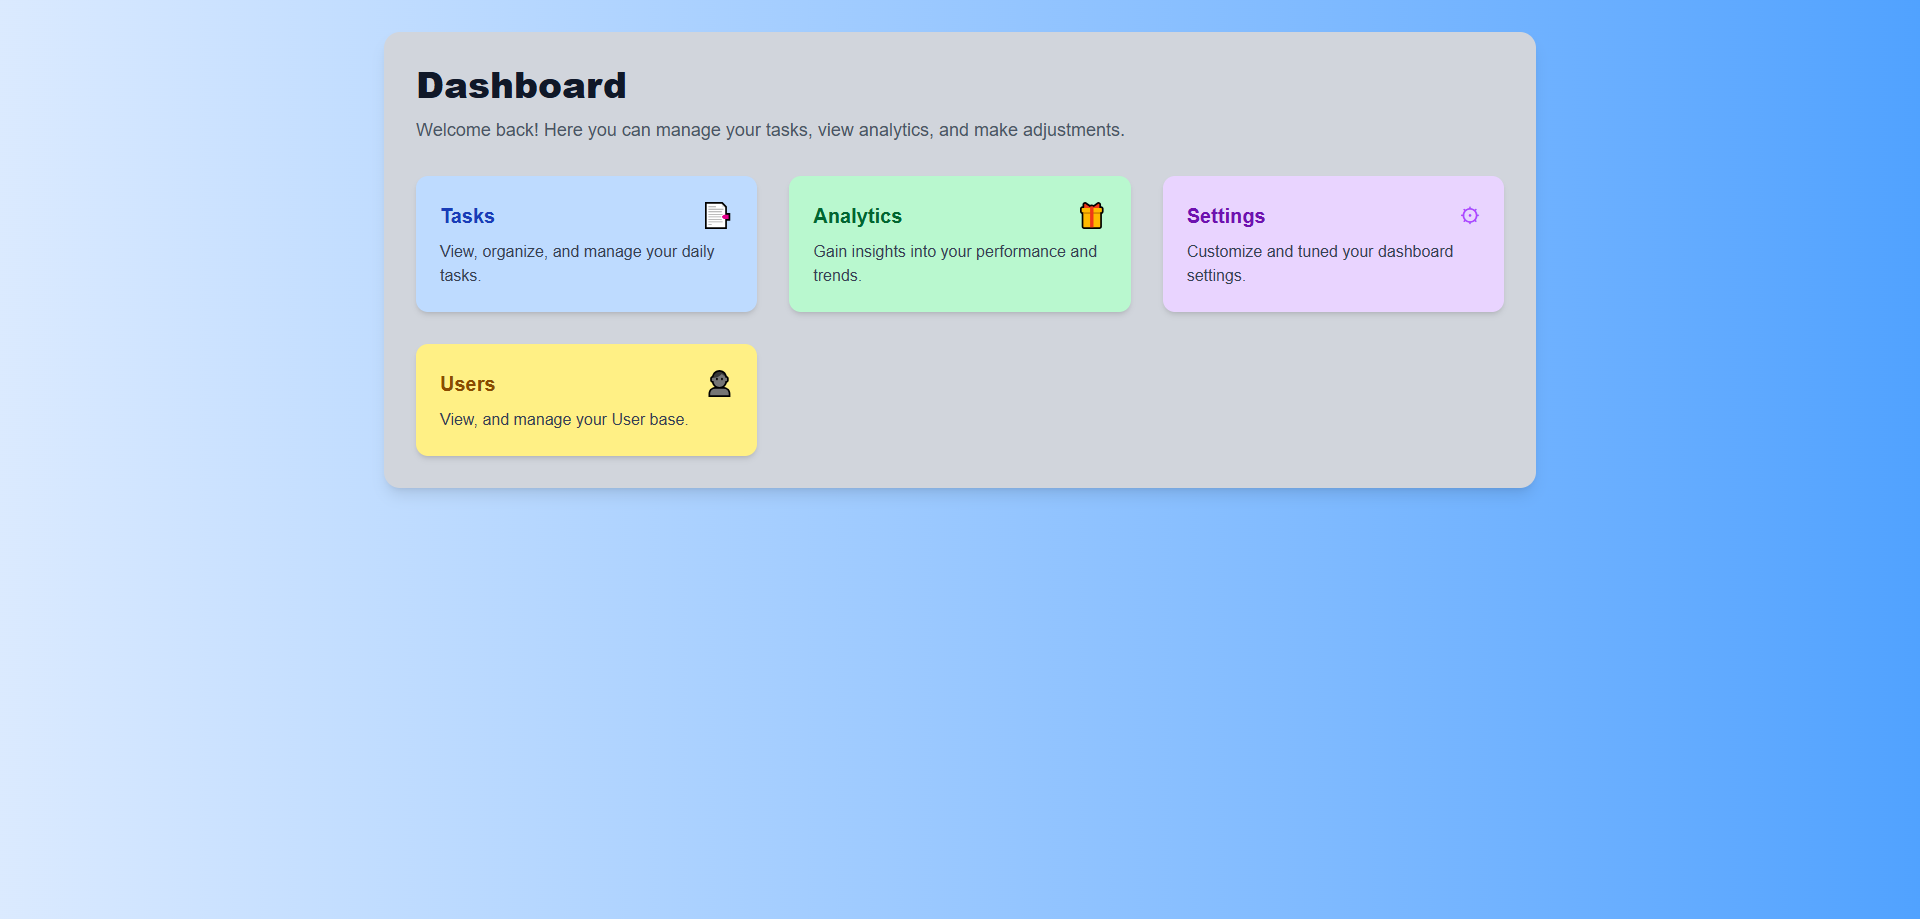 Dashboard
Welcome back! Here you can manage your tasks, view analytics, and make adjustments.
Tasks
View, organize, and manage your daily
tasks.
Analytics
Gain insights into your performance and
trends.
Settings
Customize and tuned your dashboard
settings.
Users
View, and manage your User base.